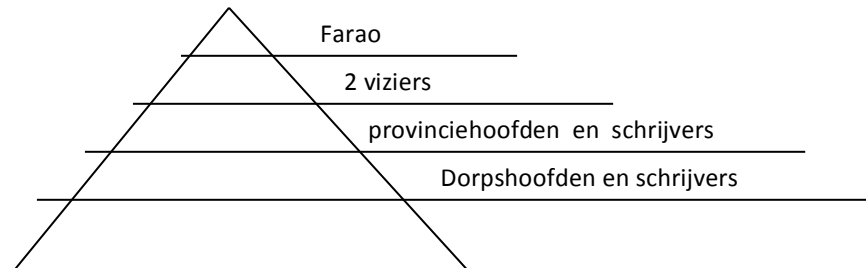 Farao
2 viziers
provinciehoofden en schrijvers
Dorpshoofden en schrijvers